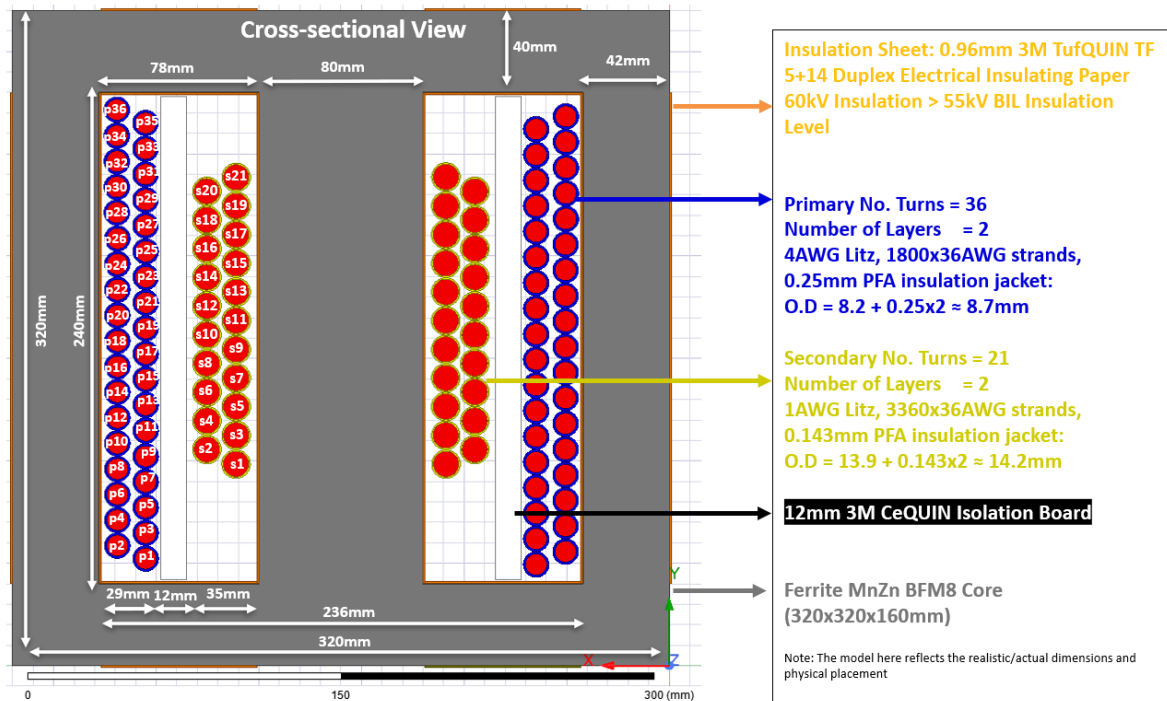 Cross-sectional View
40mm
42mm
78mm
80mm
320mm
240mm
p36
p35
p34
p33
p32
p31
p30
p29
p28
p27
p26
p25
p24
p23
p22
p21
p20
p19
p18
p17
p16
p15
p14
p13
p12
p11
p10
p9
p8
p7
p6
p5
p4
p3
p2
p1
s21
s20
s19
s18
s17
s16
s15
s14
s13
s12
s11
s10
s9
s8
s7
s6
s5
s4
s3
s2
s1
29mm
12mm
35mm
236mm
320mm
Y
X
Z
0
150
300 (mm)
Insulation Sheet: 0.96mm 3M TufQUIN TF
5+14 Duplex Electrical Insulating Paper
60kV Insulation > 55kV BIL Insulation
Level
Primary No. Turns = 36
Number of Layers = 2
4AWG Litz, 1800x36AWG strands,
0.25mm PFA insulation jacket:
O.D = 8.2 + 0.25x2 ≈ 8.7mm
Secondary No. Turns = 21
Number of Layers = 2
1AWG Litz, 3360x36AWG strands,
0.143mm PFA insulation jacket:
O.D = 13.9 + 0.143x2 ≈ 14.2mm
12mm 3M CeQUIN Isolation Board
Ferrite MnZn BFM8 Core
(320x320x160mm)
Note: The model here reflects the realistic/actual dimensions and
physical placement